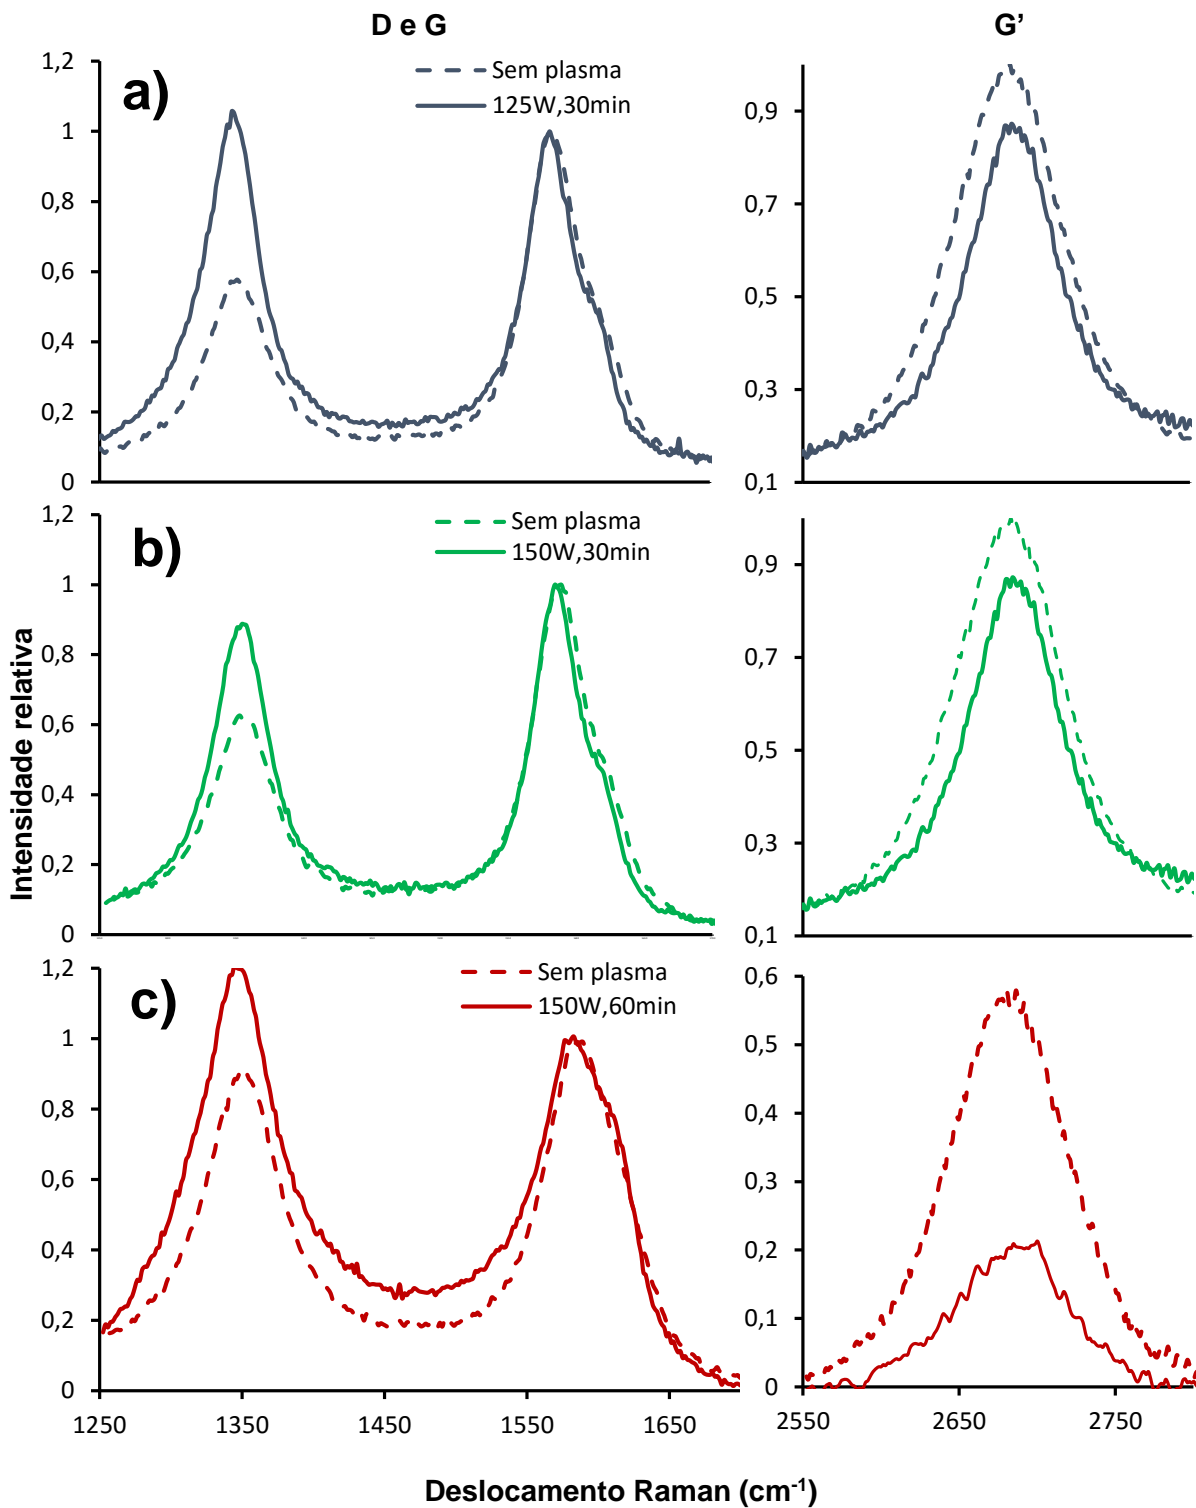 D e G
G’
a)
Sem plasma
125W,30min
1,2
1
0,8
0,6
0,4
0,2
0
0,9
0,7
0,5
0,3
0,1
b)
Sem plasma
150W,30min
1,2
1
0,8
0,6
0,4
0,2
0
0,9
0,7
0,5
0,3
0,1
Intensidade relativa
c)
Sem plasma
150W,60min
1,2
1
0,8
0,6
0,4
0,2
0
1250 1350 1450 1550 1650
0,6
0,5
0,4
0,3
0,2
0,1
0
2550 2650 2750
Deslocamento Raman (cm⁻¹)